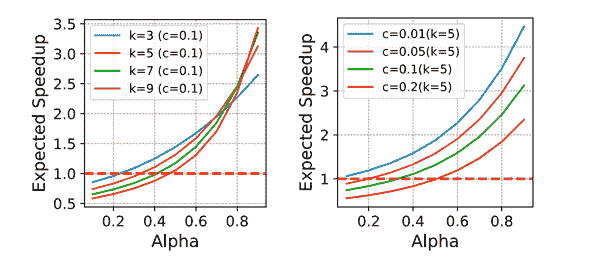 k=3 (c=0.1)
k=5 (c=0.1)
k=7 (c=0.1)
k=9 (c=0.1)
3.5
3.0
2.5
2.0
1.5
1.0
0.5
0.2 0.4 0.6 0.8
Expected Speedup
Alpha
c=0.01(k=5)
c=0.05(k=5)
c=0.1(k=5)
c=0.2(k=5)
4
3
2
1
0.2 0.4 0.6 0.8
Expected Speedup
Alpha